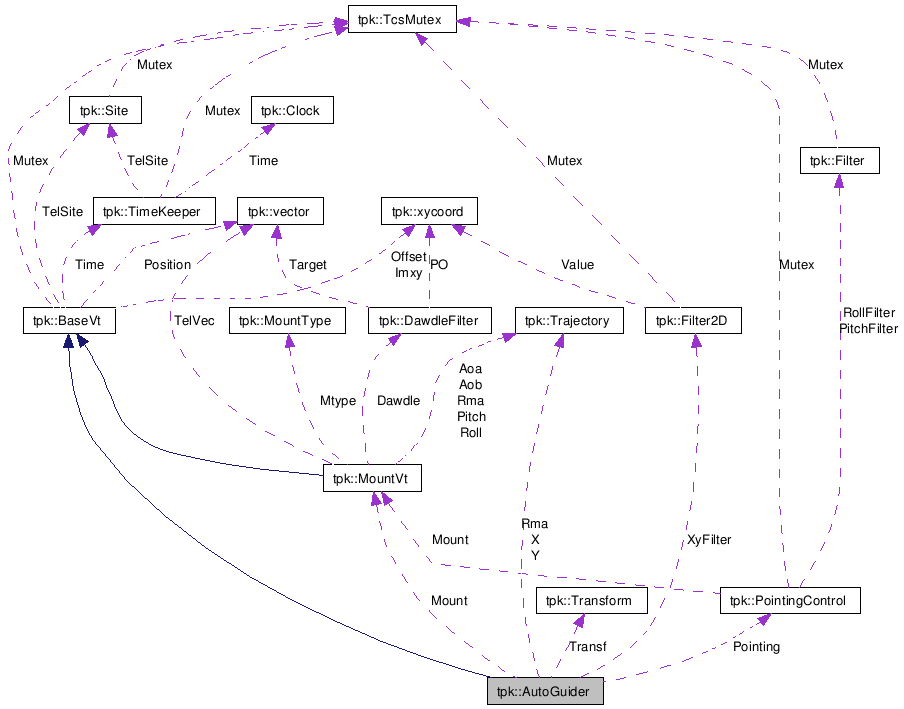 tpk::TcsMutex
Mutex
Mutex
tpk::Site
tpk::Clock
Mutex
Mutex
TelSite
Time
Mutex
tpk::Filter
tpk::TimeKeeper
tpk::vector
tpk::xycoord
TelSite
Time
Position
Target
Offset
Imxy
PO
Value
Mutex
RollFilter
PitchFilter
tpk::BaseVt
TelVec
tpk::MountType
tpk::DawdleFilter
tpk::Trajectory
tpk::Filter2D
Mtype
Dawdle
Aoa
Aob
Rma
Pitch
Roll
tpk::MountVt
Mount
Rma
X
Y
XyFilter
Mount
tpk::Transform
tpk::PointingControl
Transf
Pointing
tpk::AutoGuider